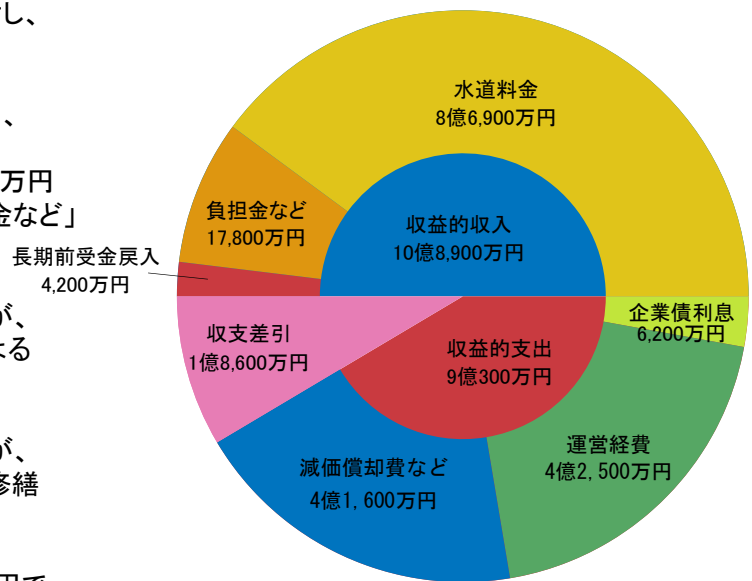 し、
、
万円
金など」
が、
なる
が、
修繕
円で
水道料金
8億6,900万円
負担金など
17,800万円
長期前受金戻入
4,200万円
収益的収入
10億8,900万円
収支差引
1億8,600万円
収益的支出
9億300万円
企業債利息
6,200万円
運営経費
4億2,500万円
減価償却費など
4億1,600万円